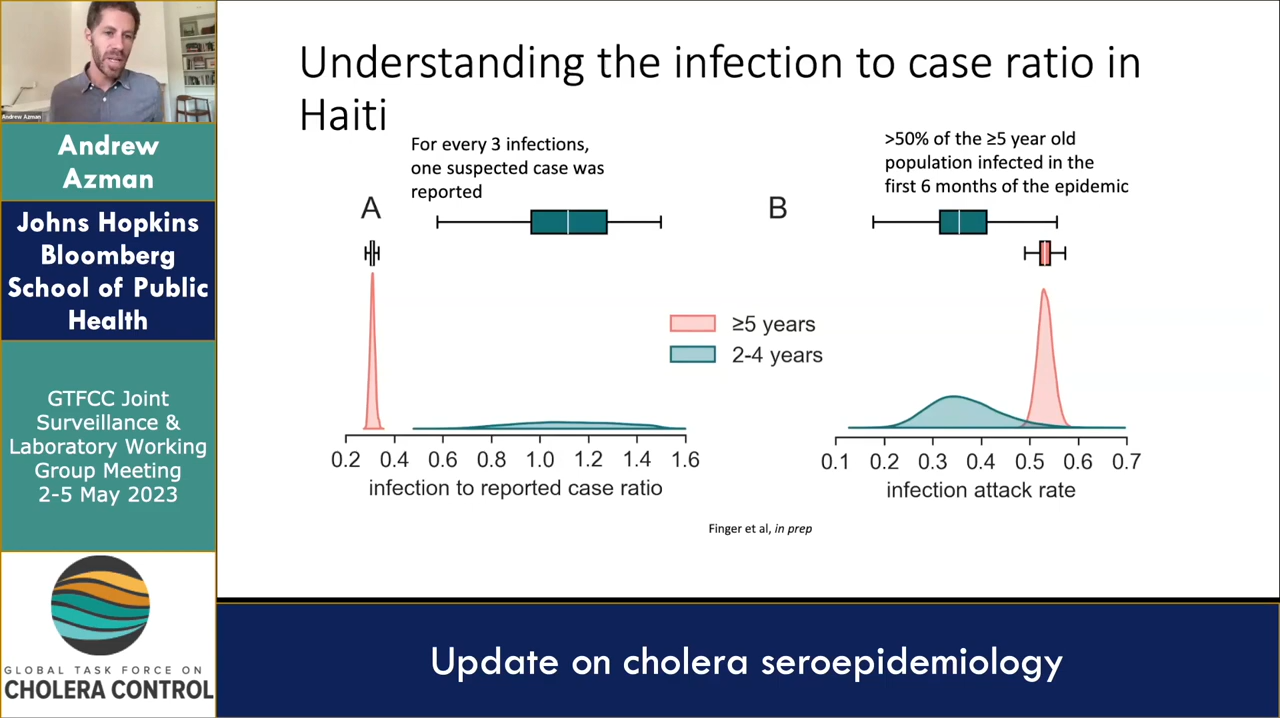 Andrew Azman
Andrew
Azman
Johns Hopkins
Bloomberg
School of Public
Health
GTFCC Joint
Surveillance &
Laboratory Working
Group Meeting
2-5 May 2023
GLOBAL TASK FORCE ON
CHOLERA CONTROL
Understanding the infection to case ratio in
Haiti
For every 3 infections,
one suspected case was
reported
A
0.2 0.4 0.6 0.8 1.0 1.2 1.4 1.6
infection to reported case ratio
≥5 years
2-4 years
>50% of the ≥5 year old
population infected in the
first 6 months of the epidemic
B
0.1 0.2 0.3 0.4 0.5 0.6 0.7
infection attack rate
Finger et al, in prep
Update on cholera seroepidemiology